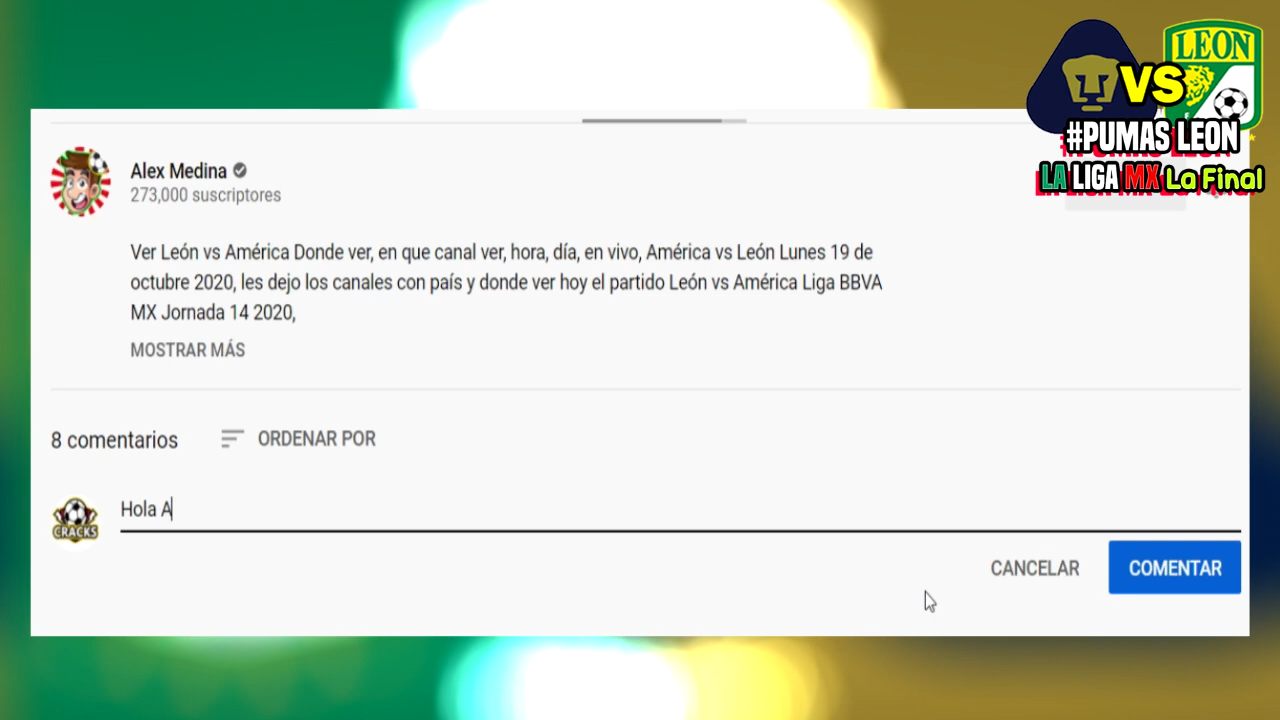 LEON
VS
#PUMAS LEON
LA LIGA MX La Final
Alex Medina
273,000 suscriptores
Ver León vs América Donde ver, en que canal ver, hora, día, en vivo, América vs León Lunes 19 de
octubre 2020, les dejo los canales con país y donde ver hoy el partido León vs América Liga BBVA
MX Jornada 14 2020,
MOSTRAR MÁS
8 comentarios
ORDENAR POR
CRACKS
Hola A
CANCELAR
COMENTAR